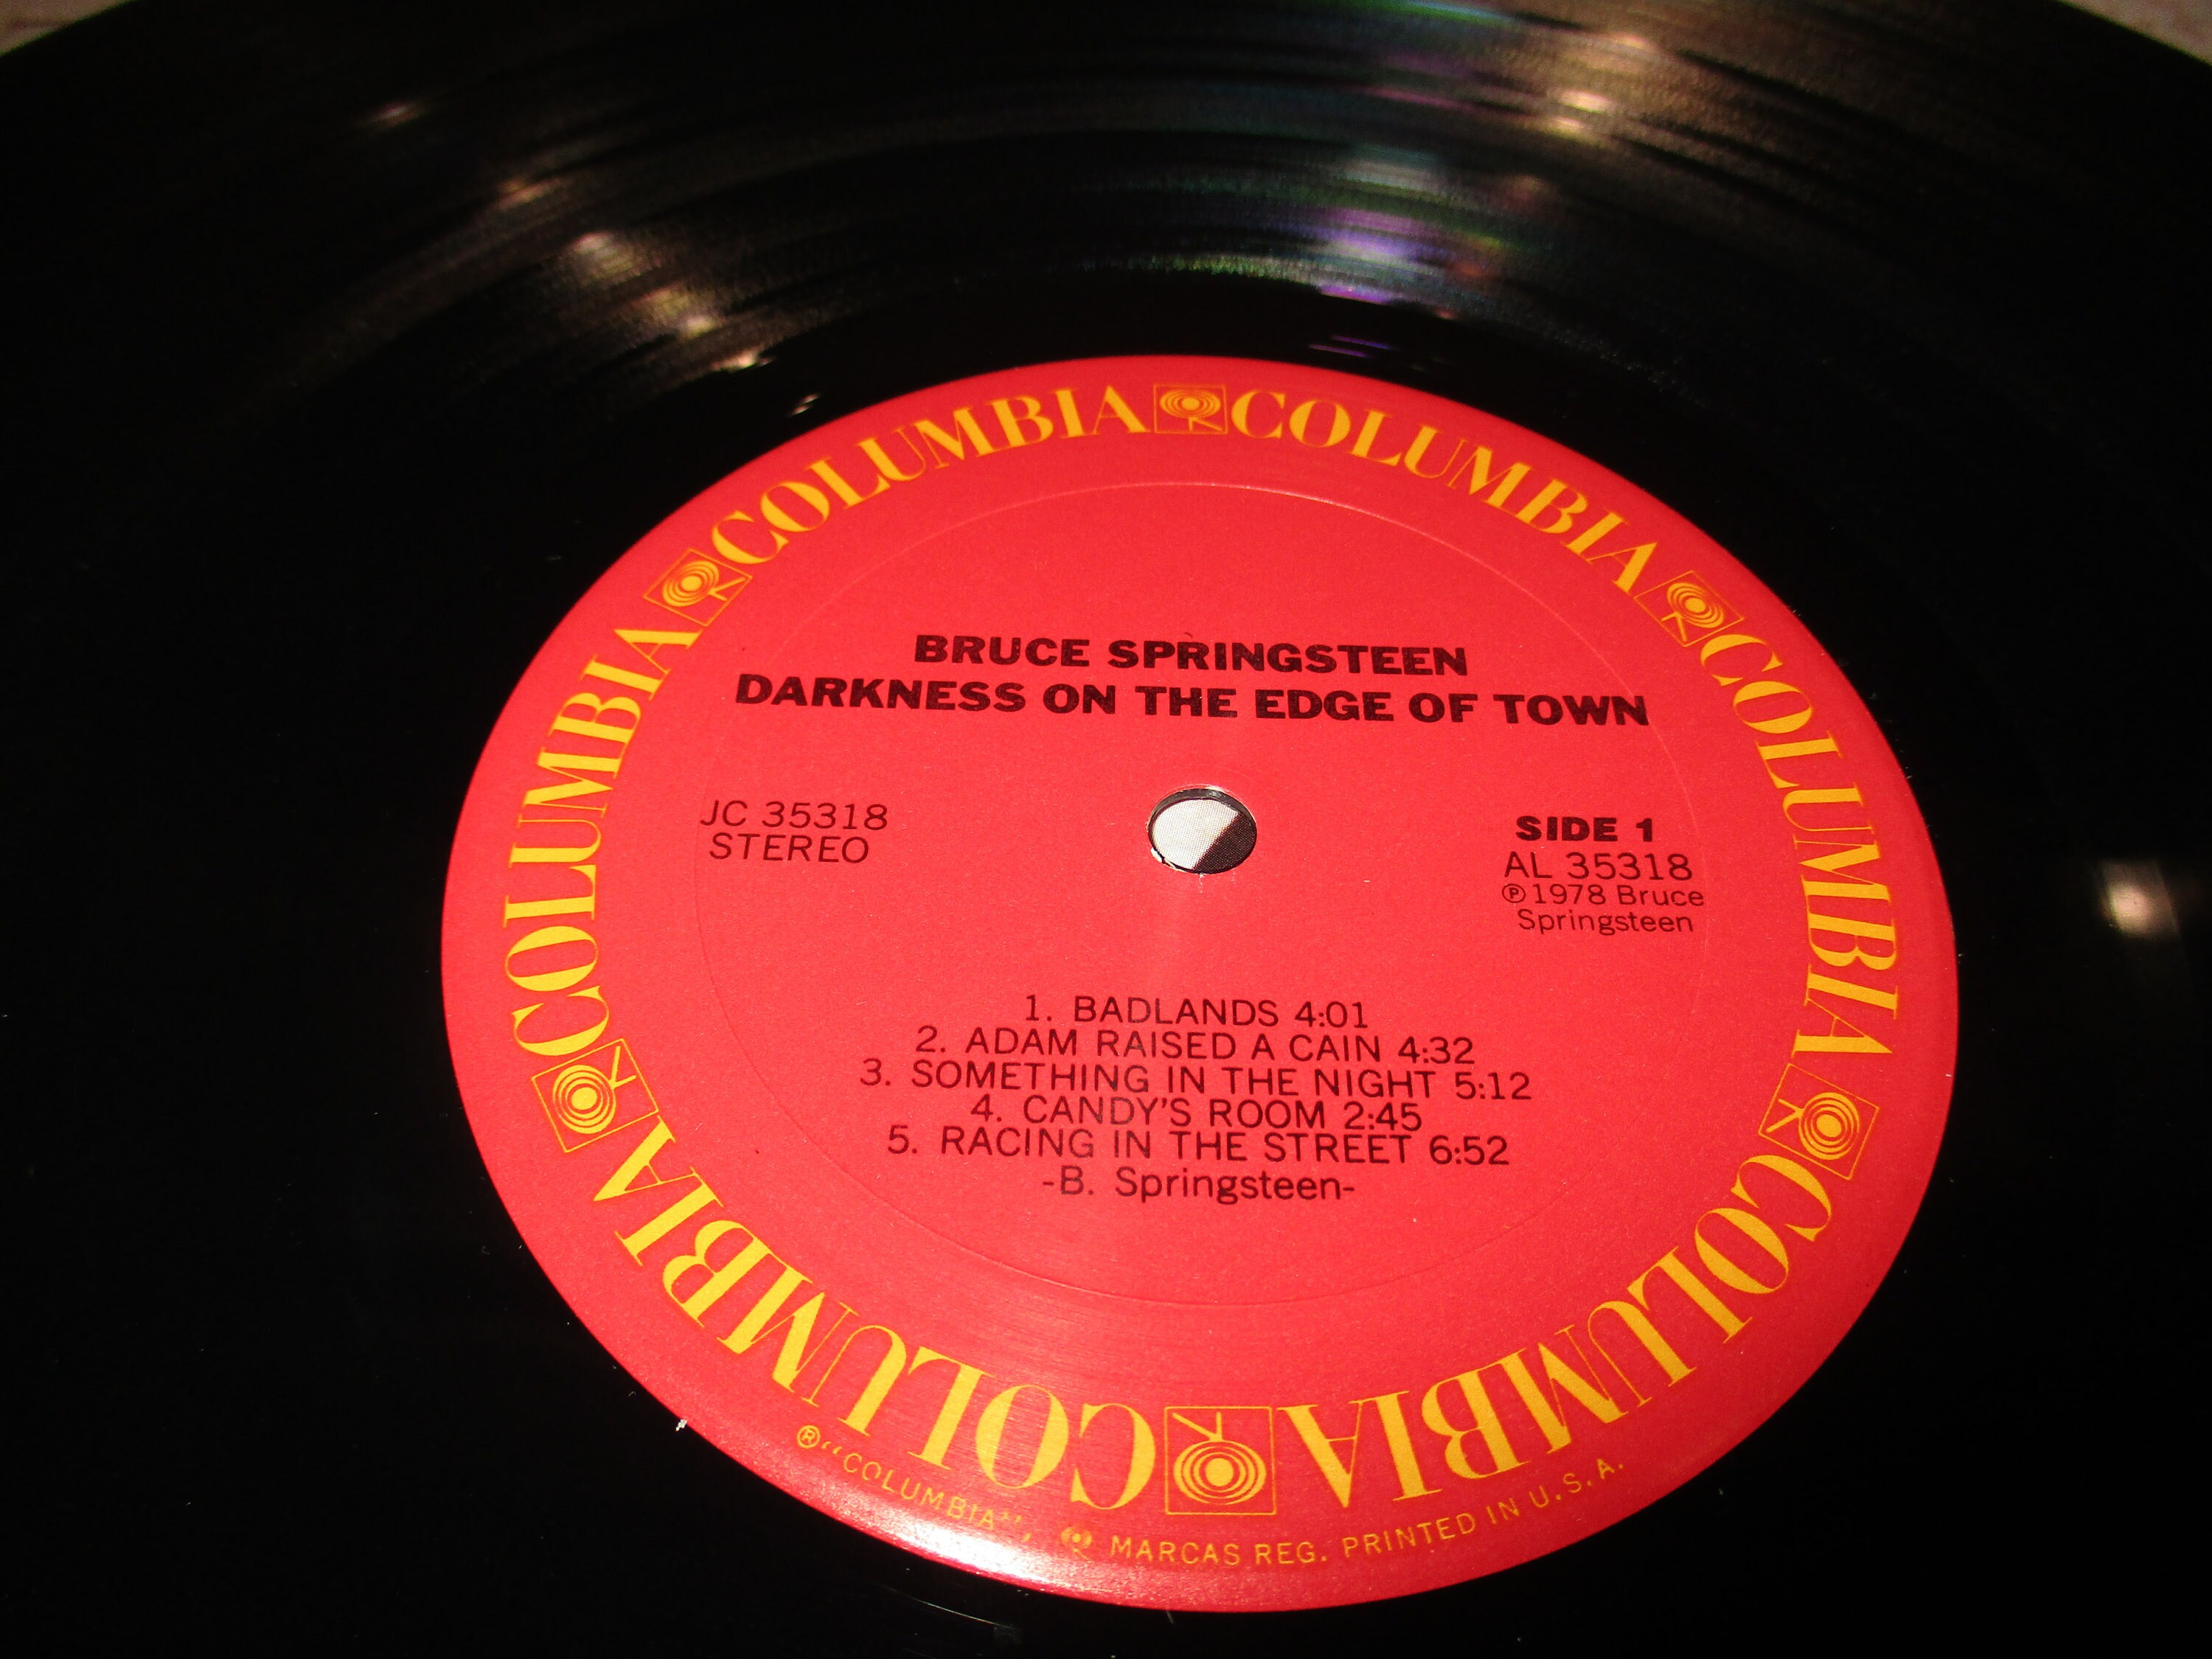 COLUMBIA COLUMBIA COLUMBIA COLUMBIA COLUMBIA COLUMBIA
BRUCE SPRINGSTEEN
DARKNESS ON THE EDGE OF TOWN
JC 35318
STEREO
SIDE 1
AL 35318
Ⓟ 1978 Bruce
Springsteen
1. BADLANDS 4:01
2. ADAM RAISED A CAIN 4:32
3. SOMETHING IN THE NIGHT 5:12
4. CANDY'S ROOM 2:45
5. RACING IN THE STREET 6:52
-B. Springsteen-
® "COLUMBIA", MARCAS REG. PRINTED IN U.S.A.